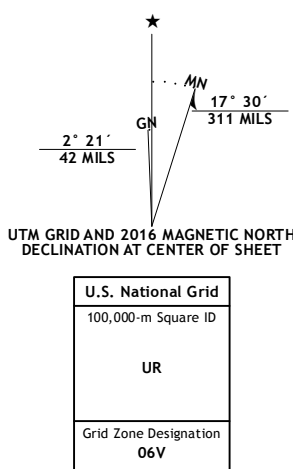 ★
MN
GN
17° 30´
311 MILS
2° 21´
42 MILS
UTM GRID AND 2016 MAGNETIC NORTH
DECLINATION AT CENTER OF SHEET
U.S. National Grid
100,000-m Square ID
UR
Grid Zone Designation
06V